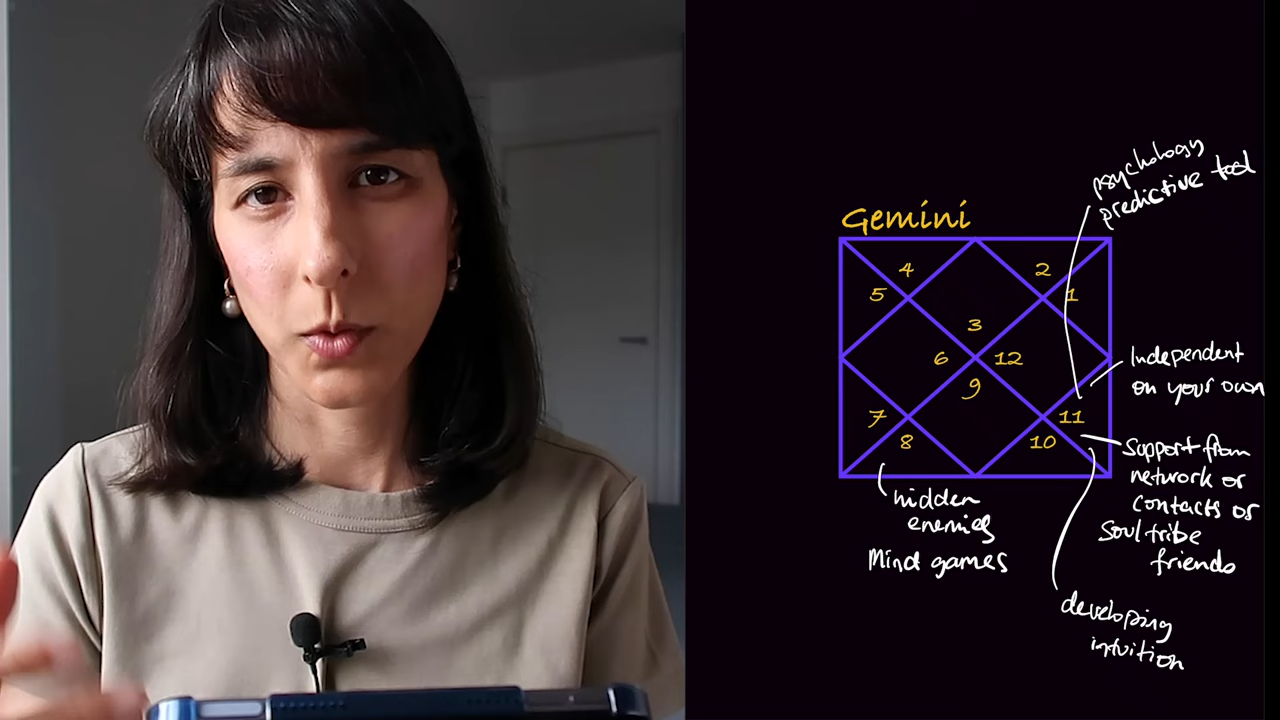 psychology
predictive tool
Gemini
4
2
5
1
3
6
12
9
7
11
8
10
Independent
on your own
Support from
network or
contacts or
Soul tribe
friends
hidden
enemies
Mind games
developing
intuition